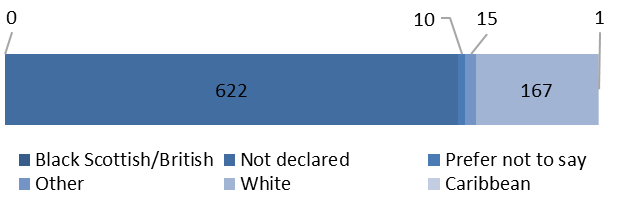 0 10 15 1
622 167
Black Scottish/British Not declared Prefer not to say
Other White Caribbean